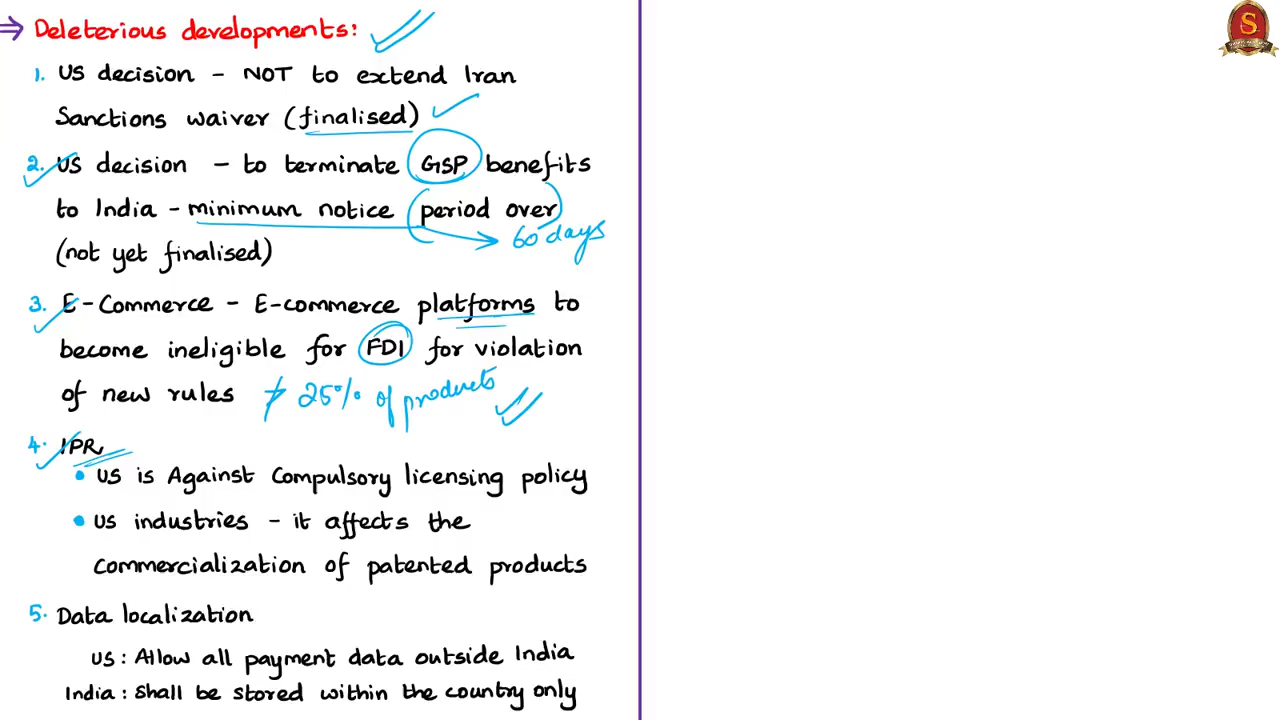 ⇒ Deleterious developments:
1. US decision - NOT to extend Iran
Sanctions waiver (finalised)
2. US decision - to terminate GSP benefits
to India - minimum notice (period over)
60 days
(not yet finalised)
3. E-Commerce - E-commerce platforms to
become ineligible for FDI for violation
of new rules ≯ 25% of products
4. IPR
• US is Against Compulsory licensing policy
• US industries - it affects the
commercialization of patented products
5. Data localization
US: Allow all payment data outside India
India: Shall be stored within the country only
S